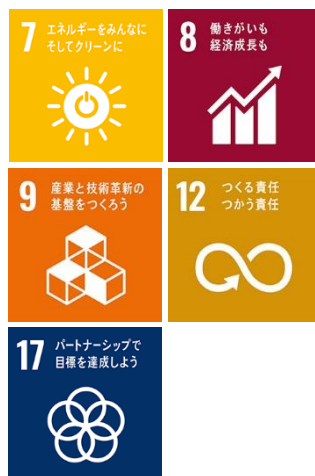 7 エネルギーをみんなに
そしてクリーンに
8 働きがいも
経済成長も
9 産業と技術革新の
基盤をつくろう
12 つくる責任
つかう責任
17 パートナーシップで
目標を達成しよう